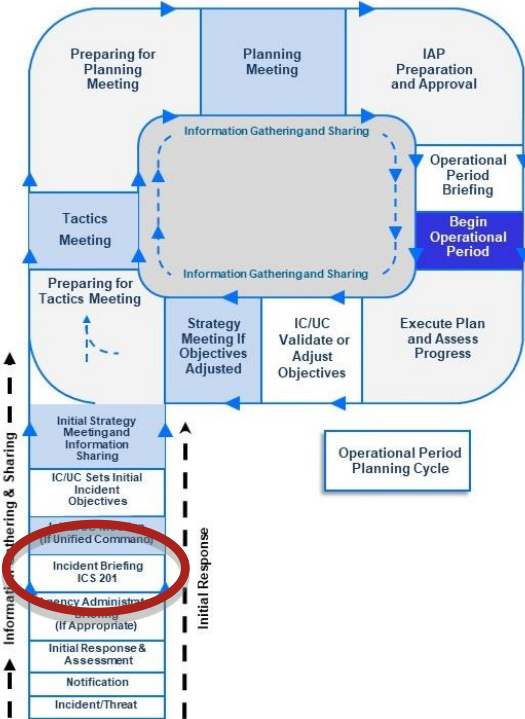 Preparing for
Planning
Meeting
Planning
Meeting
IAP
Preparation
and Approval
Information Gathering and Sharing
Operational
Period
Briefing
Tactics
Meeting
Begin
Operational
Period
Information Gathering and Sharing
Preparing for
Tactics Meeting
Strategy
Meeting If
Objectives
Adjusted
IC/UC
Validate or
Adjust
Objectives
Execute Plan
and Assess
Progress
Operational Period
Planning Cycle
Initial Strategy
Meeting and
Information
Sharing
IC/UC Sets Initial
Incident
Objectives
(If Unified Command)
Incident Briefing
ICS 201
(If Appropriate)
Initial Response &
Assessment
Notification
Incident/Threat
Gathering & Sharing
Initial Response